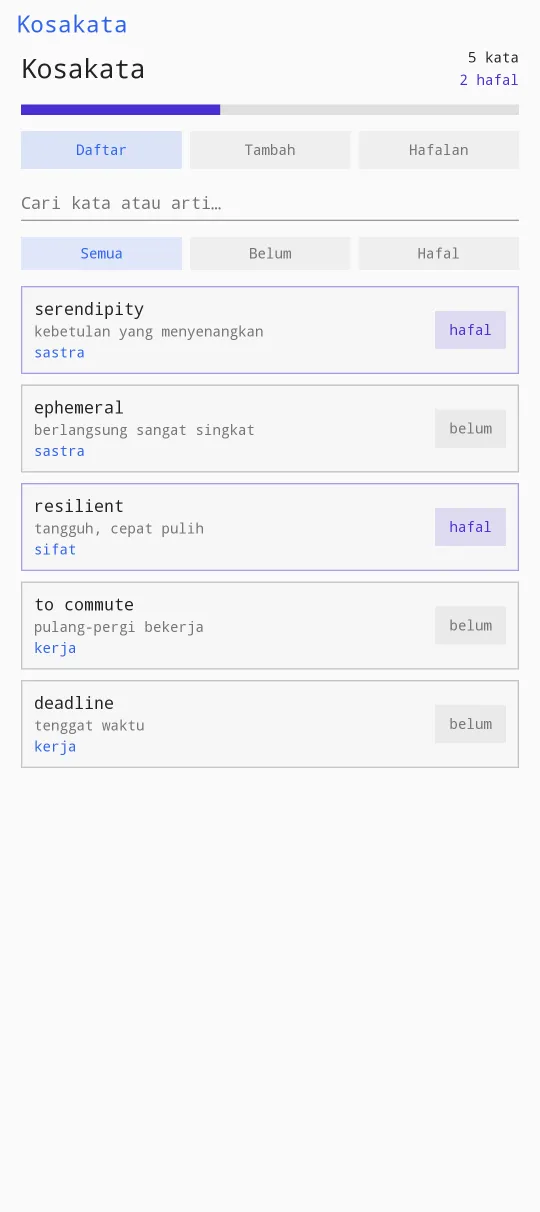 Kosakata
Kosakata
5 kata
2 hafal
Daftar
Tambah
Hafalan
Cari kata atau arti…
Semua
Belum
Hafal
serendipity
kebetulan yang menyenangkan
sastra
hafal
ephemeral
berlangsung sangat singkat
sastra
belum
resilient
tangguh, cepat pulih
sifat
hafal
to commute
pulang-pergi bekerja
kerja
belum
deadline
tenggat waktu
kerja
belum